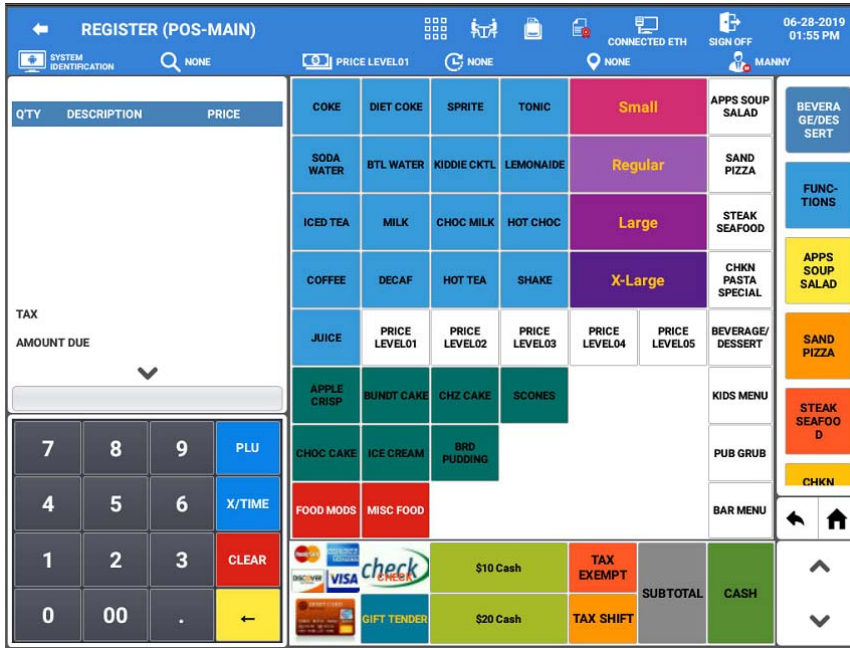 REGISTER (POS-MAIN)
CONNECTED ETH
SIGN OFF
06-28-2019
01:55 PM
SYSTEM
IDENTIFICATION
NONE
PRICE LEVEL01
NONE
NONE
MANNY
Q'TY DESCRIPTION PRICE
TAX
AMOUNT DUE
7 8 9 PLU
4 5 6 X/TIME
1 2 3 CLEAR
0 00 . ←
COKE DIET COKE SPRITE TONIC Small APPS SOUP
SALAD
SODA
WATER BTL WATER KIDDIE CKTL LEMONAIDE Regular SAND
PIZZA
ICED TEA MILK CHOC MILK HOT CHOC Large STEAK
SEAFOOD
COFFEE DECAF HOT TEA SHAKE X-Large CHKN
PASTA
SPECIAL
JUICE PRICE
LEVEL01 PRICE
LEVEL02 PRICE
LEVEL03 PRICE
LEVEL04 PRICE
LEVEL05 BEVERAGE/
DESSERT
APPLE
CRISP BUNDT CAKE CHZ CAKE SCONES KIDS MENU
CHOC CAKE ICE CREAM BRD
PUDDING PUB GRUB
FOOD MODS MISC FOOD BAR MENU
DISCOVER VISA check
CHECK
$10 Cash
TAX
EXEMPT
SUBTOTAL
CASH
GIFT TENDER
$20 Cash
TAX SHIFT
BEVERA
GE/DES
SERT
FUNC-
TIONS
APPS
SOUP
SALAD
SAND
PIZZA
STEAK
SEAFOO
D
CHKN